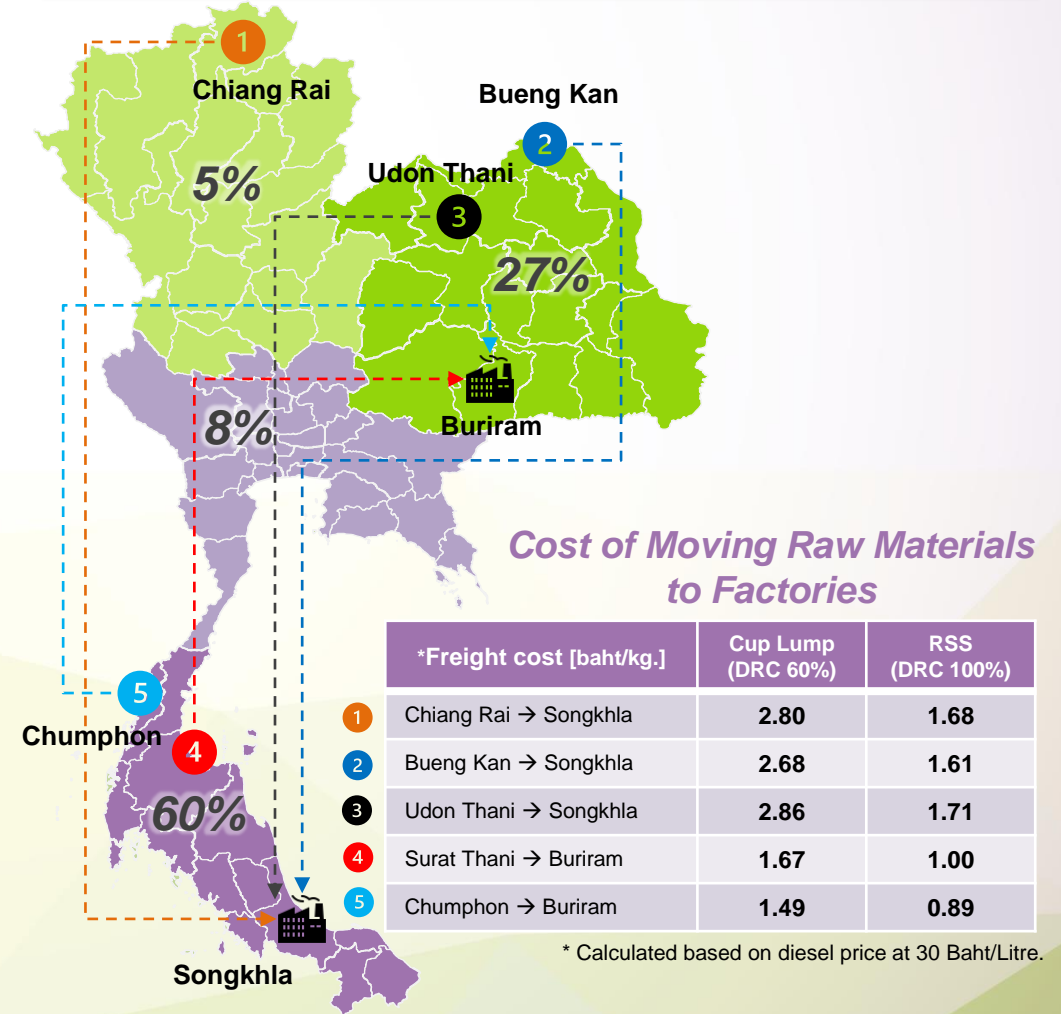 1
Chiang Rai
Bueng Kan
2
Udon Thani
3
5%
27%
Buriram
8%
5
Chumphon
4
60%
Songkhla
Cost of Moving Raw Materials
to Factories
*Freight cost [baht/kg.] Cup Lump (DRC 60%) RSS (DRC 100%)
1 Chiang Rai → Songkhla 2.80 1.68
2 Bueng Kan → Songkhla 2.68 1.61
3 Udon Thani → Songkhla 2.86 1.71
4 Surat Thani → Buriram 1.67 1.00
5 Chumphon → Buriram 1.49 0.89
* Calculated based on diesel price at 30 Baht/Litre.